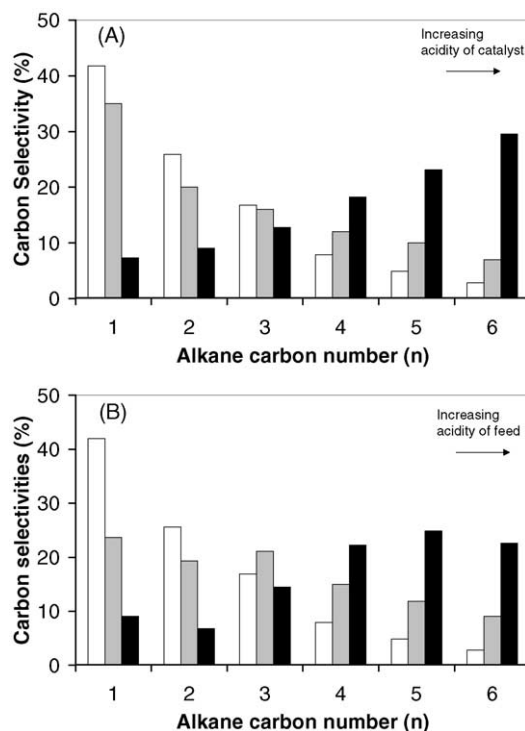 (A)
Increasing
acidity of catalyst
Carbon Selectivity (%)
50
40
30
20
10
0
1 2 3 4 5 6
Alkane carbon number (n)
(B)
Increasing
acidity of feed
Carbon selectivities (%)
50
40
30
20
10
0
1 2 3 4 5 6
Alkane carbon number (n)